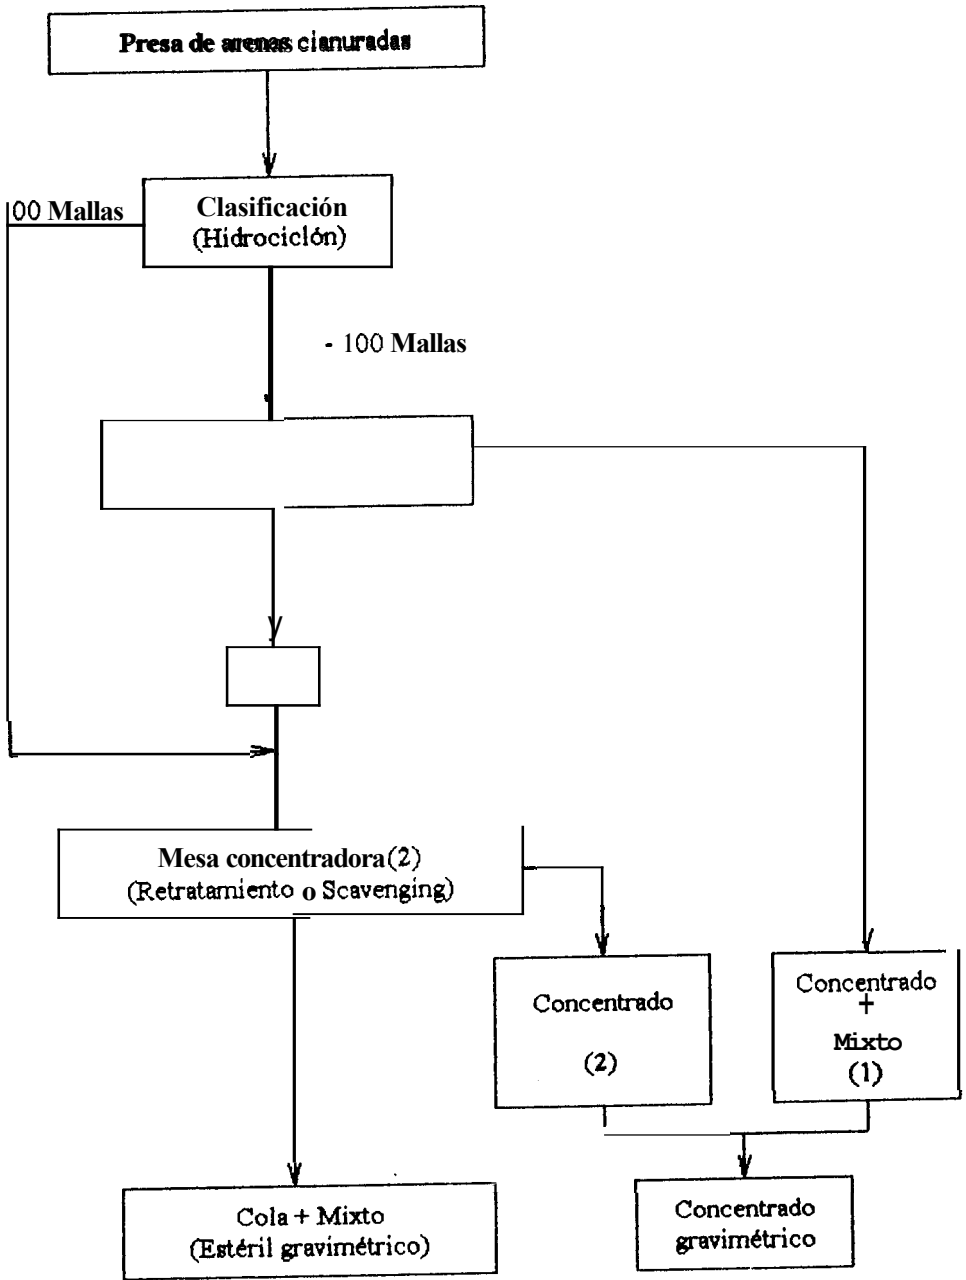 Presa de arenas cianuradas
00 Mallas
Clasificación
(Hidrociclón)
- 100 Mallas
Mesa concentradora (2)
(Retratamiento o Scavenging)
Concentrado
(2)
Concentrado
+
Mixto
(1)
Cola + Mixto
(Estéril gravimétrico)
Concentrado
gravimétrico